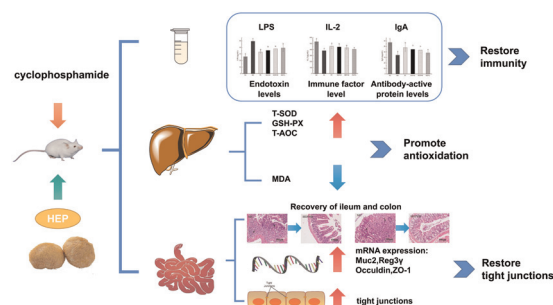 cyclophosphamide
HEP
LPS
IL-2
IgA
Endotoxin
levels
Immune factor
level
Antibody-active
protein levels
Restore
immunity
T-SOD
GSH-PX
T-AOC
MDA
Promote
antioxidation
Recovery of ileum and colon
mRNA expression:
Muc2,Reg3γ
Occuldin,ZO-1
tight junctions
Restore
tight junctions